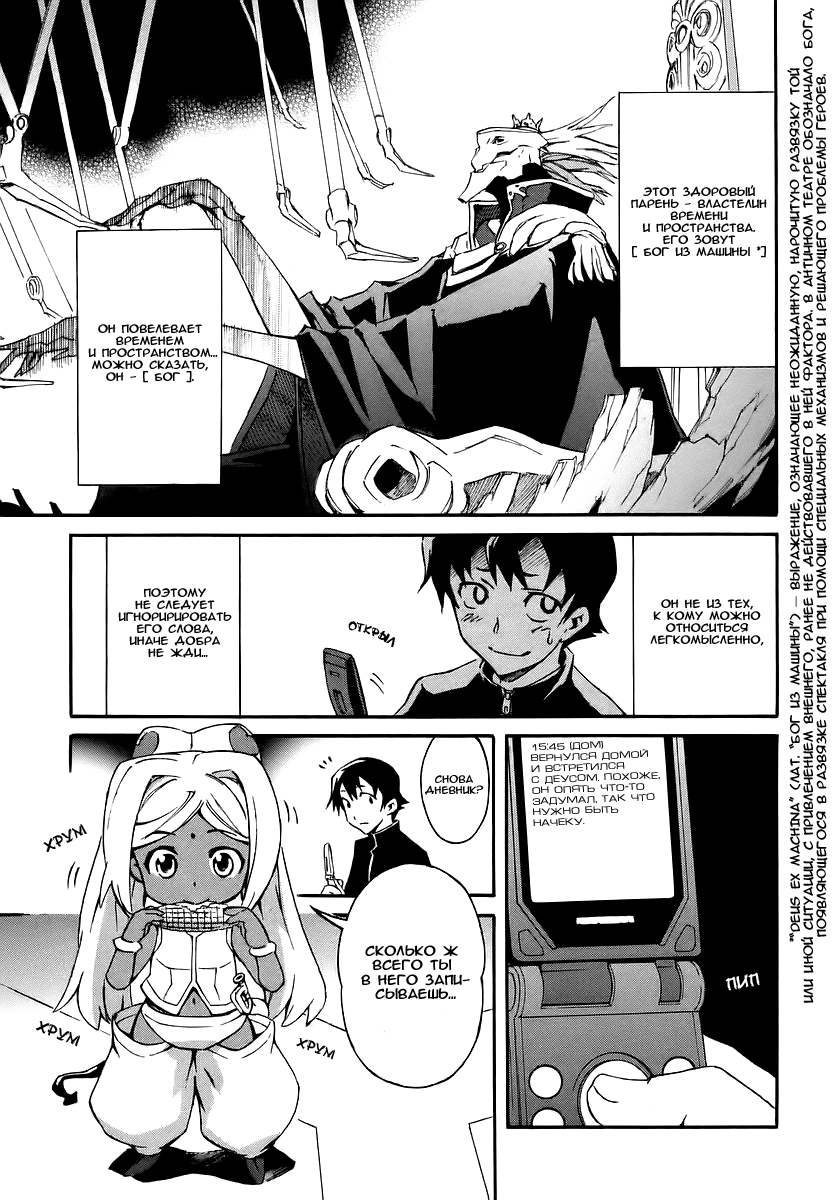 ЭТОТ ЗДОРОВЫЙ
ПАРЕНЬ - ВЛАСТЕЛИН
ВРЕМЕНИ
И ПРОСТРАНСТВА.
ЕГО ЗОВУТ
[ БОГ ИЗ МАШИНЫ *]
ОН ПОВЕЛЕВАЕТ
ВРЕМЕНЕМ
И ПРОСТРАНСТВОМ...
МОЖНО СКАЗАТЬ,
ОН - [ БОГ ].
ОН НЕ ИЗ ТЕХ,
К КОМУ МОЖНО
ОТНОСИТЬСЯ
ЛЕГКОМЫСЛЕННО,
ОТКРЫЛ
ПОЭТОМУ
НЕ СЛЕДУЕТ
ИГНОРИРИРОВАТЬ
ЕГО СЛОВА,
ИНАЧЕ ДОБРА
НЕ ЖДИ...
15:45 (ДОМ)
ВЕРНУЛСЯ ДОМОЙ
И ВСТРЕТИЛСЯ
С ДЕУСОМ. ПОХОЖЕ,
ОН ОПЯТЬ ЧТО-ТО
ЗАДУМАЛ, ТАК ЧТО
НУЖНО БЫТЬ
НАЧЕКУ.
ПИП
СНОВА
ДНЕВНИК?
СКОЛЬКО Ж
ВСЕГО ТЫ
В НЕГО ЗАПИ-
СЫВАЕШЬ...
ХРУМ
ХРУМ
ХРУМ
*"DEUS EX MACHINA" (ЛАТ. "БОГ ИЗ МАШИНЫ") — ВЫРАЖЕНИЕ, ОЗНАЧАЮЩЕЕ НЕОЖИДАННУЮ, НАРОЧИТУЮ РАЗВЯЗКУ ТОЙ
ИЛИ ИНОЙ СИТУАЦИИ, С ПРИВЛЕЧЕНИЕМ ВНЕШНЕГО, РАНЕЕ НЕ ДЕЙСТВОВАВШЕГО В НЕЙ ФАКТОРА. В АНТИЧНОМ ТЕАТРЕ ОБОЗНАЧАЛО БОГА,
ПОЯВЛЯЮЩЕГОСЯ В РАЗВЯЗКЕ СПЕКТАКЛЯ ПРИ ПОМОЩИ СПЕЦИАЛЬНЫХ МЕХАНИЗМОВ И РЕШАЮЩЕГО ПРОБЛЕМЫ ГЕРОЕВ.